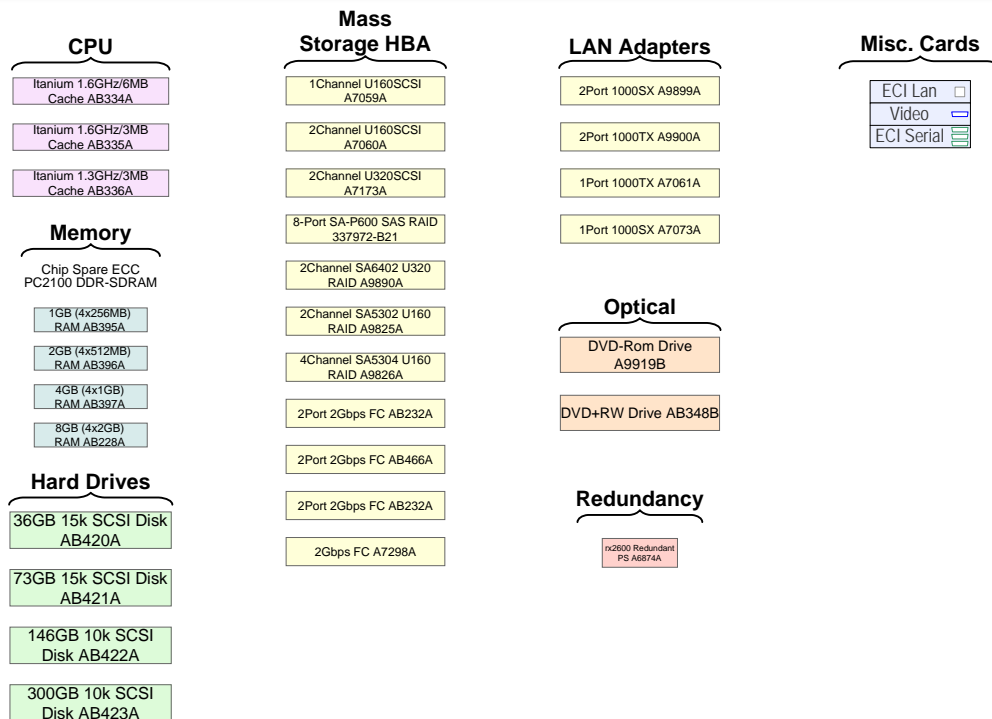 CPU
Itanium 1.6GHz/6MB
Cache AB334A
Itanium 1.6GHz/3MB
Cache AB335A
Itanium 1.3GHz/3MB
Cache AB336A
Memory
Chip Spare ECC
PC2100 DDR-SDRAM
1GB (4x256MB)
RAM AB395A
2GB (4x512MB)
RAM AB396A
4GB (4x1GB)
RAM AB397A
8GB (4x2GB)
RAM AB228A
Hard Drives
36GB 15k SCSI Disk
AB420A
73GB 15k SCSI Disk
AB421A
146GB 10k SCSI
Disk AB422A
300GB 10k SCSI
Disk AB423A
Mass
Storage HBA
1Channel U160SCSI
A7059A
2Channel U160SCSI
A7060A
2Channel U320SCSI
A7173A
8-Port SA-P600 SAS RAID
337972-B21
2Channel SA6402 U320
RAID A9890A
2Channel SA5302 U160
RAID A9825A
4Channel SA5304 U160
RAID A9826A
2Port 2Gbps FC AB232A
2Port 2Gbps FC AB466A
2Port 2Gbps FC AB232A
2Gbps FC A7298A
LAN Adapters
2Port 1000SX A9899A
2Port 1000TX A9900A
1Port 1000TX A7061A
1Port 1000SX A7073A
Optical
DVD-Rom Drive
A9919B
DVD+RW Drive AB348B
Redundancy
rx2600 Redundant
PS A6874A
Misc. Cards
ECI Lan
Video
ECI Serial